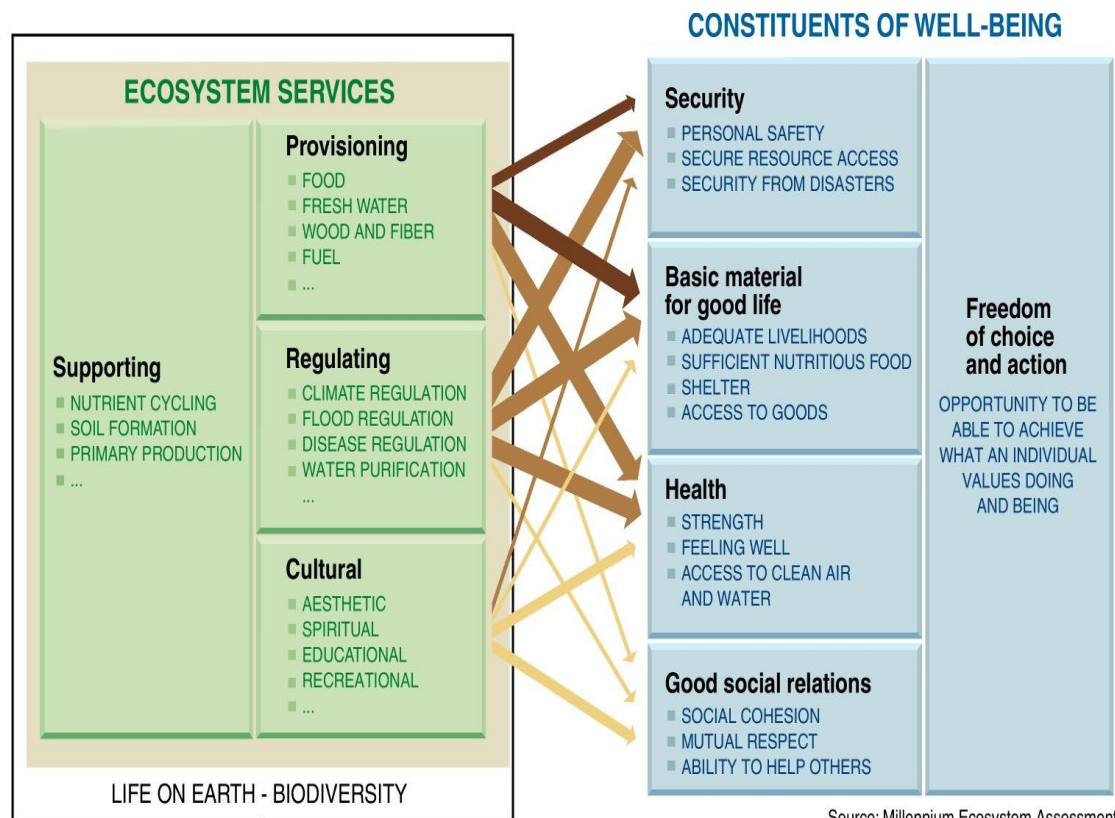 CONSTITUENTS OF WELL-BEING
ECOSYSTEM SERVICES
Supporting
NUTRIENT CYCLING
SOIL FORMATION
PRIMARY PRODUCTION
...
Provisioning
FOOD
FRESH WATER
WOOD AND FIBER
FUEL
...
Regulating
CLIMATE REGULATION
FLOOD REGULATION
DISEASE REGULATION
WATER PURIFICATION
...
Cultural
AESTHETIC
SPIRITUAL
EDUCATIONAL
RECREATIONAL
...
LIFE ON EARTH - BIODIVERSITY
Security
PERSONAL SAFETY
SECURE RESOURCE ACCESS
SECURITY FROM DISASTERS
Basic material
for good life
ADEQUATE LIVELIHOODS
SUFFICIENT NUTRITIOUS FOOD
SHELTER
ACCESS TO GOODS
Health
STRENGTH
FEELING WELL
ACCESS TO CLEAN AIR
AND WATER
Good social relations
SOCIAL COHESION
MUTUAL RESPECT
ABILITY TO HELP OTHERS
Freedom
of choice
and action
OPPORTUNITY TO BE
ABLE TO ACHIEVE
WHAT AN INDIVIDUAL
VALUES DOING
AND BEING
Source: Millennium Ecosystem Assessment